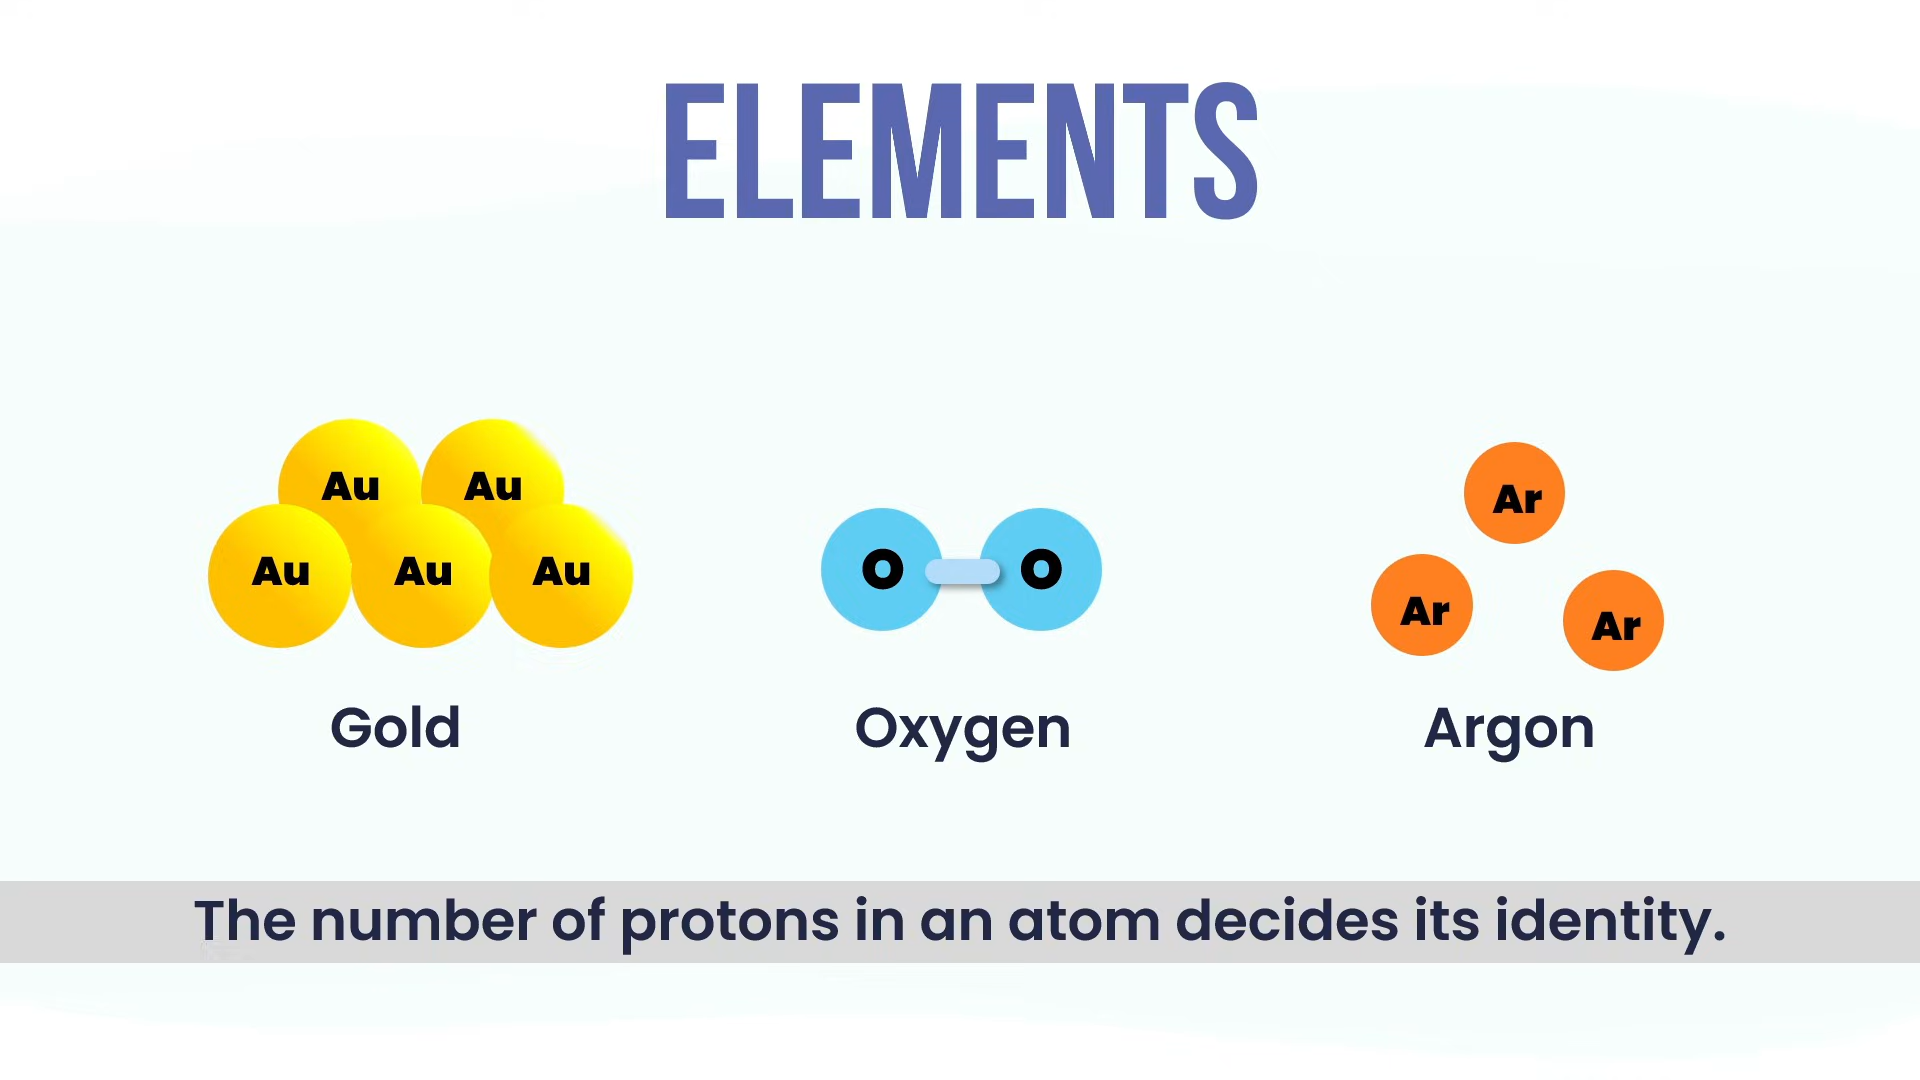 ELEMENTS
Au Au
Au Au Au
O O
Ar
Ar Ar
Gold Oxygen Argon
The number of protons in an atom decides its identity.